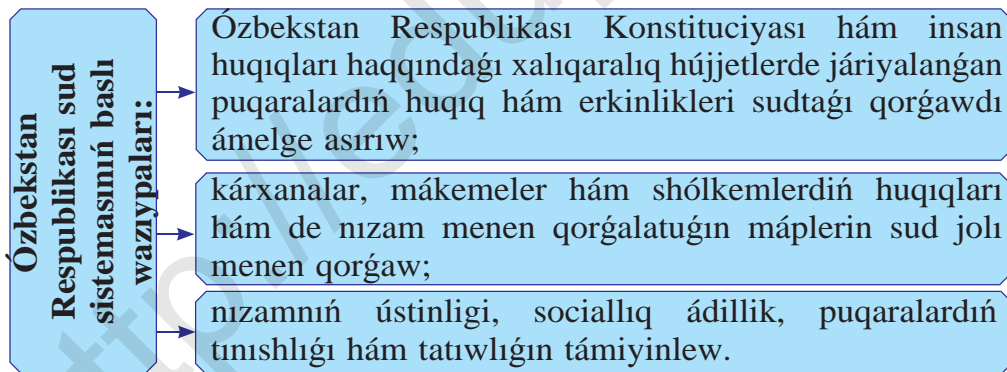 Ózbekstan
Respublikası sud
sistemasınıń baslı
wazıypaları:
Ózbekstan Respublikası Konstituciyası hám insan
huqıqları haqqındaǵı xalıqaralıq hújjetlerde járiyalanǵan
puqaralardıń huqıq hám erkinlikleri sudtaǵı qorǵawdı
ámelge asırıw;
kárxanalar, mákemeler hám shólkemlerdiń huqıqları
hám de nızam menen qorǵalatuǵın máplerin sud jolı
menen qorǵaw;
nızamnıń ústinligi, sociallıq ádillik, puqaralardıń
tınıshlıǵı hám tatıwlıǵın támiyinlew.